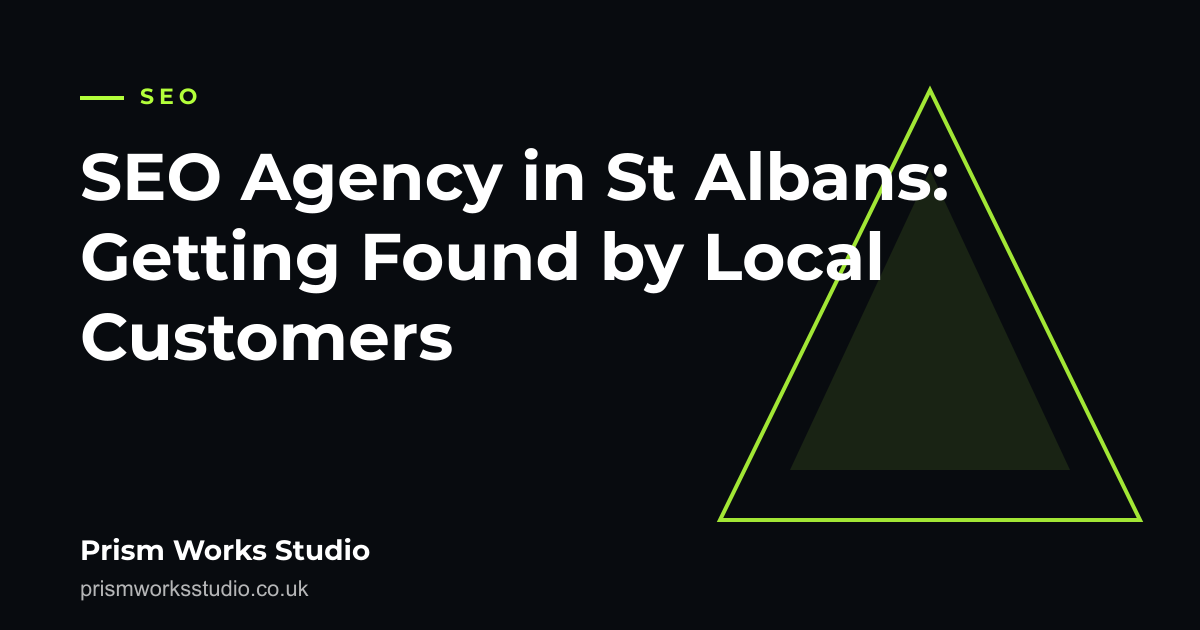 SEO
SEO Agency in St Albans:
Getting Found by Local
Customers
Prism Works Studio
prismworksstudio.co.uk